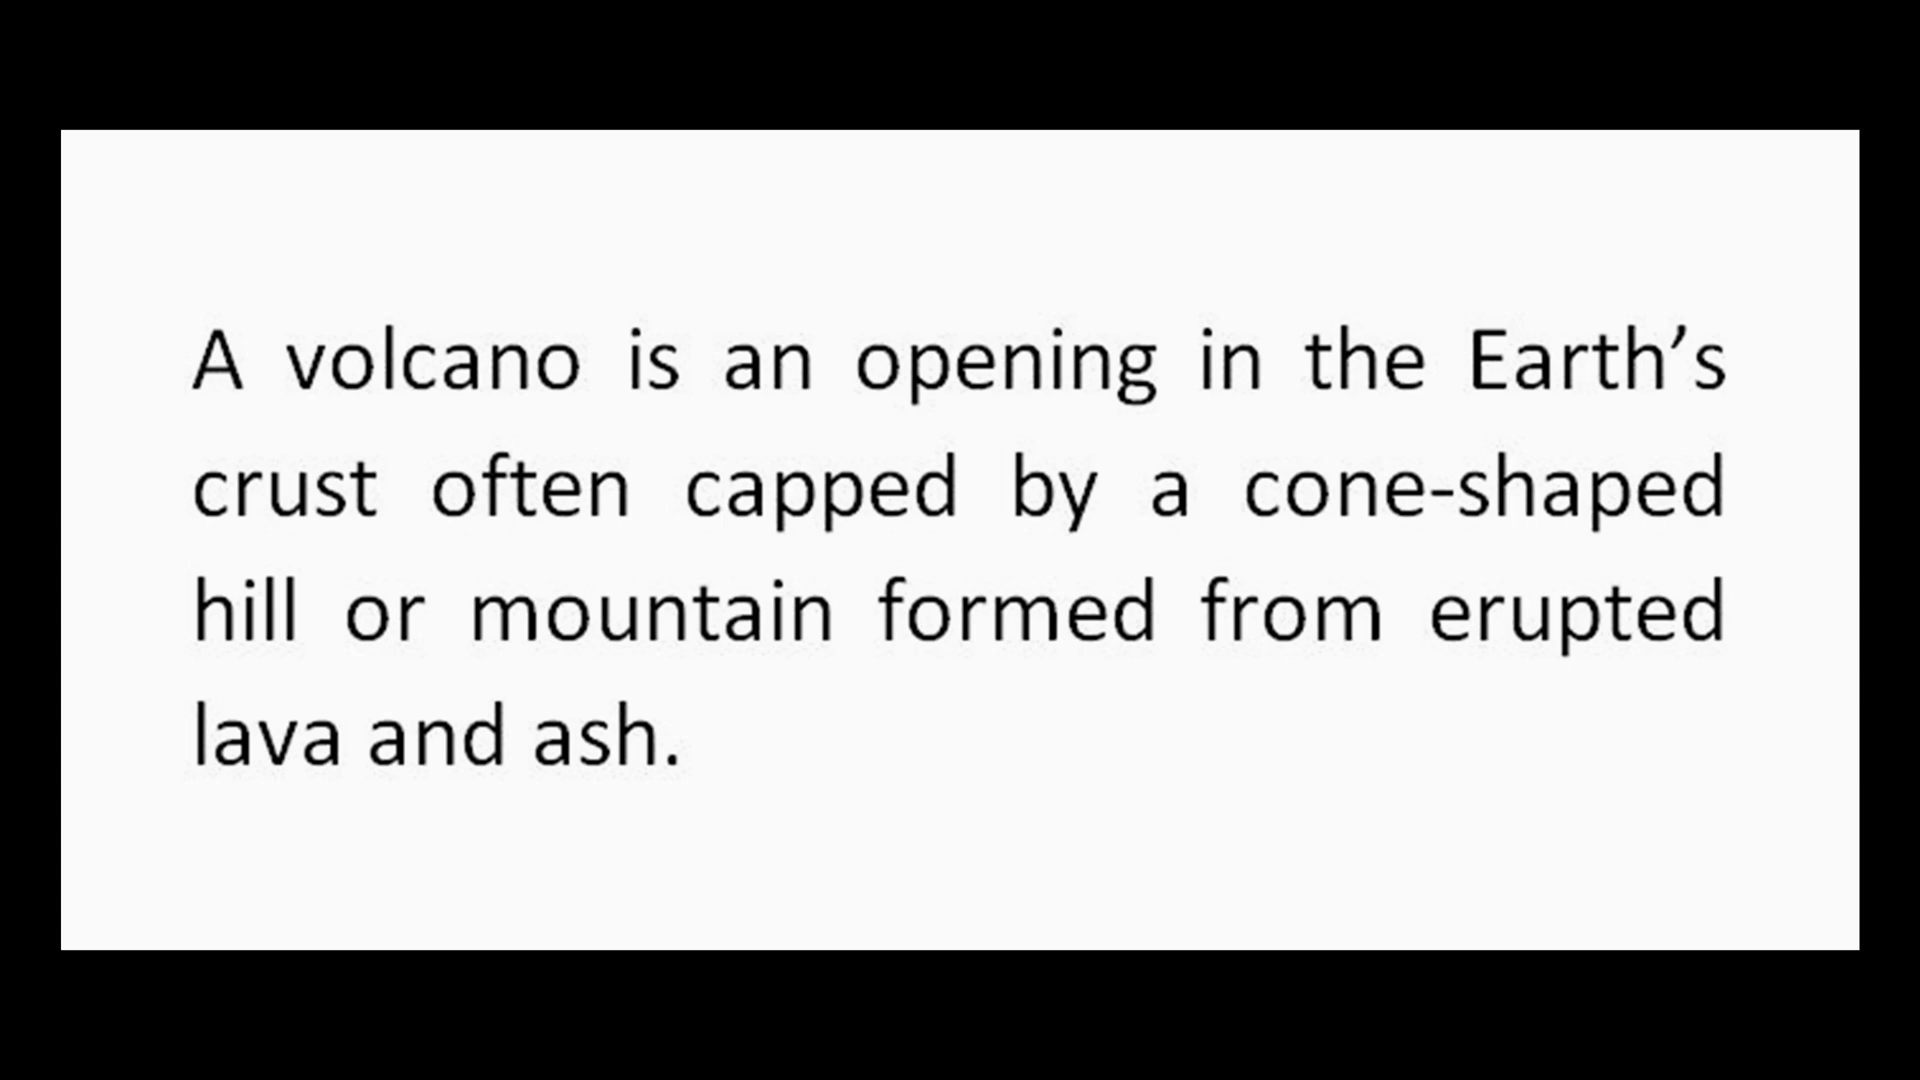 A volcano is an opening in the Earth’s
crust often capped by a cone-shaped
hill or mountain formed from erupted
lava and ash.